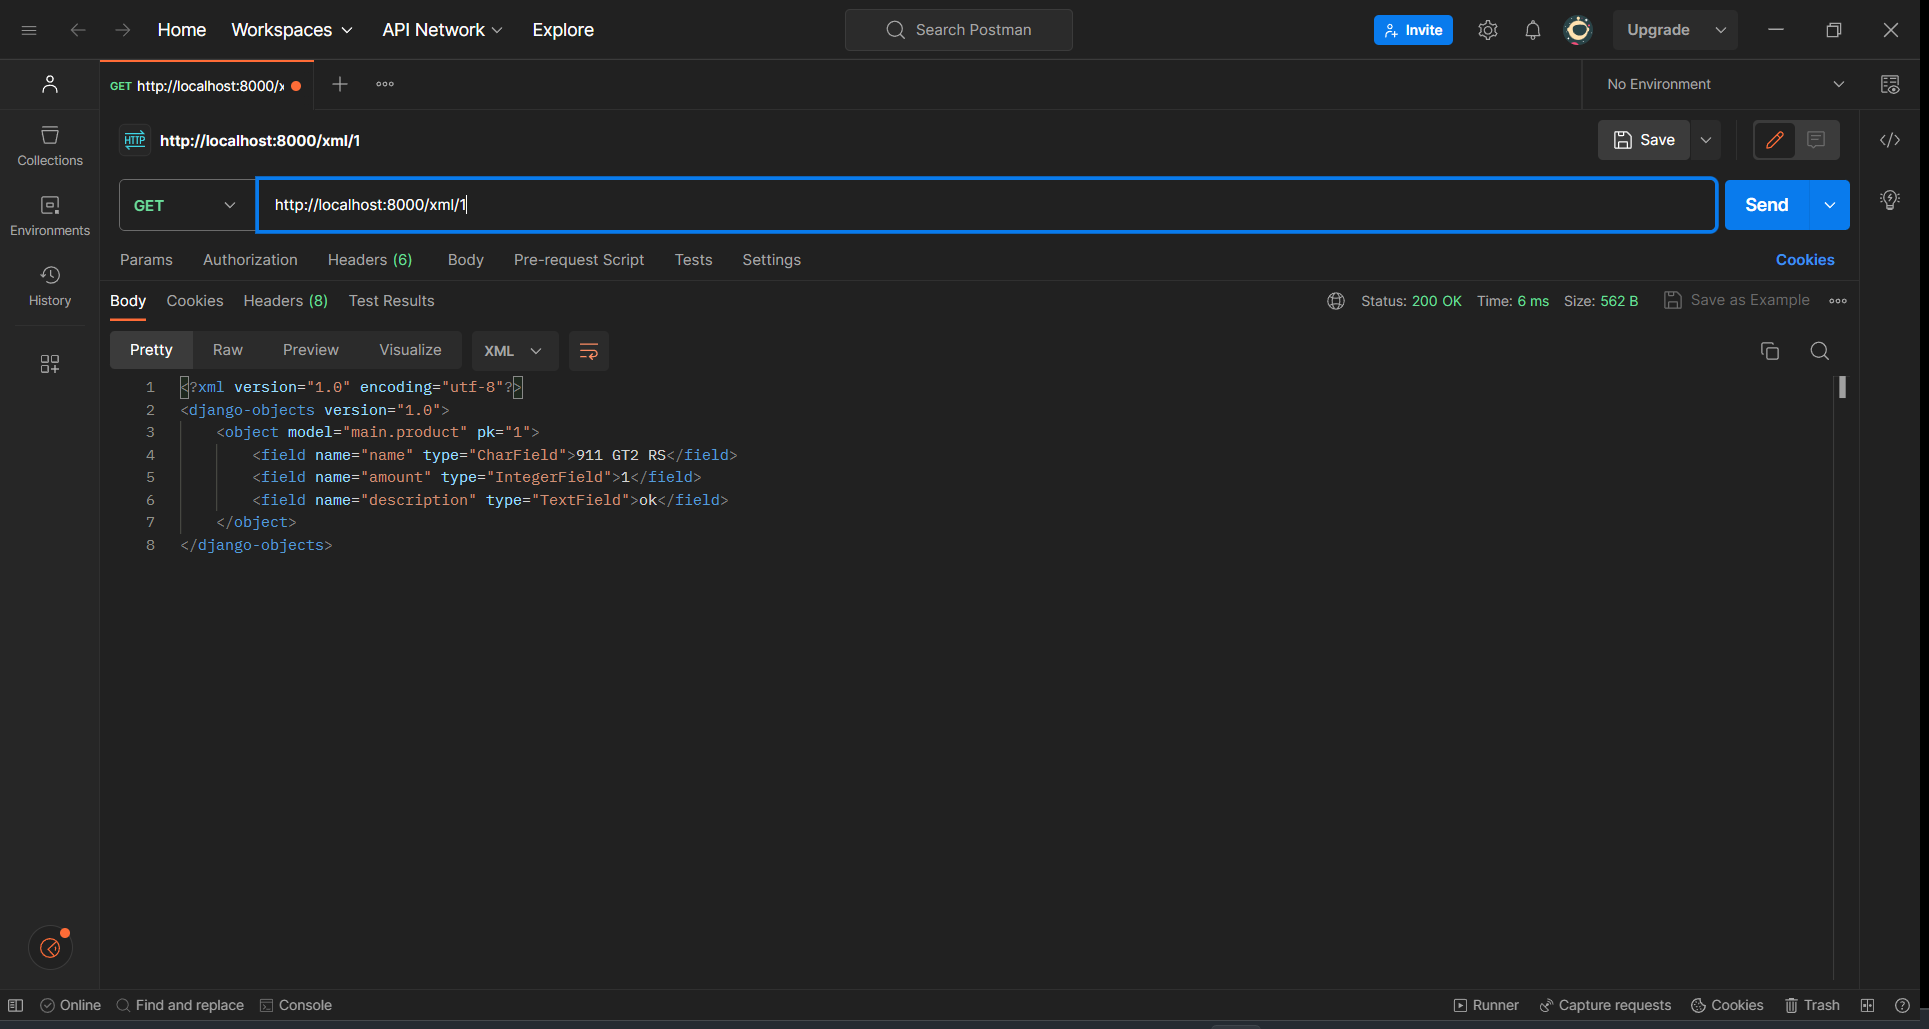 Home Workspaces API Network Explore Search Postman Invite Upgrade
GET http://localhost:8000/x No Environment
HTTP http://localhost:8000/xml/1 Save
GET http://localhost:8000/xml/1 Send
Collections
Environments
History
Params Authorization Headers (6) Body Pre-request Script Tests Settings Cookies
Body Cookies Headers (8) Test Results Status: 200 OK Time: 6 ms Size: 562 B Save as Example
Pretty Raw Preview Visualize XML
1 <?xml version="1.0" encoding="utf-8"?>
2 <django-objects version="1.0">
3 <object model="main.product" pk="1">
4 <field name="name" type="CharField">911 GT2 RS</field>
5 <field name="amount" type="IntegerField">1</field>
6 <field name="description" type="TextField">ok</field>
7 </object>
8 </django-objects>
Online Find and replace Console Runner Capture requests Cookies Trash